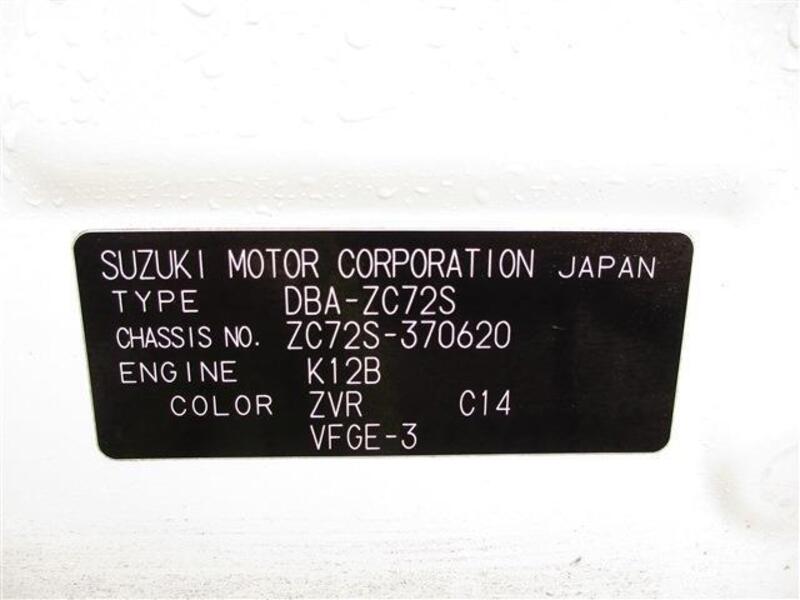 SUZUKI MOTOR CORPORATION JAPAN
TYPE DBA-ZC72S
CHASSIS NO. ZC72S-370620
ENGINE K12B
COLOR ZVR C14
VFGE-3